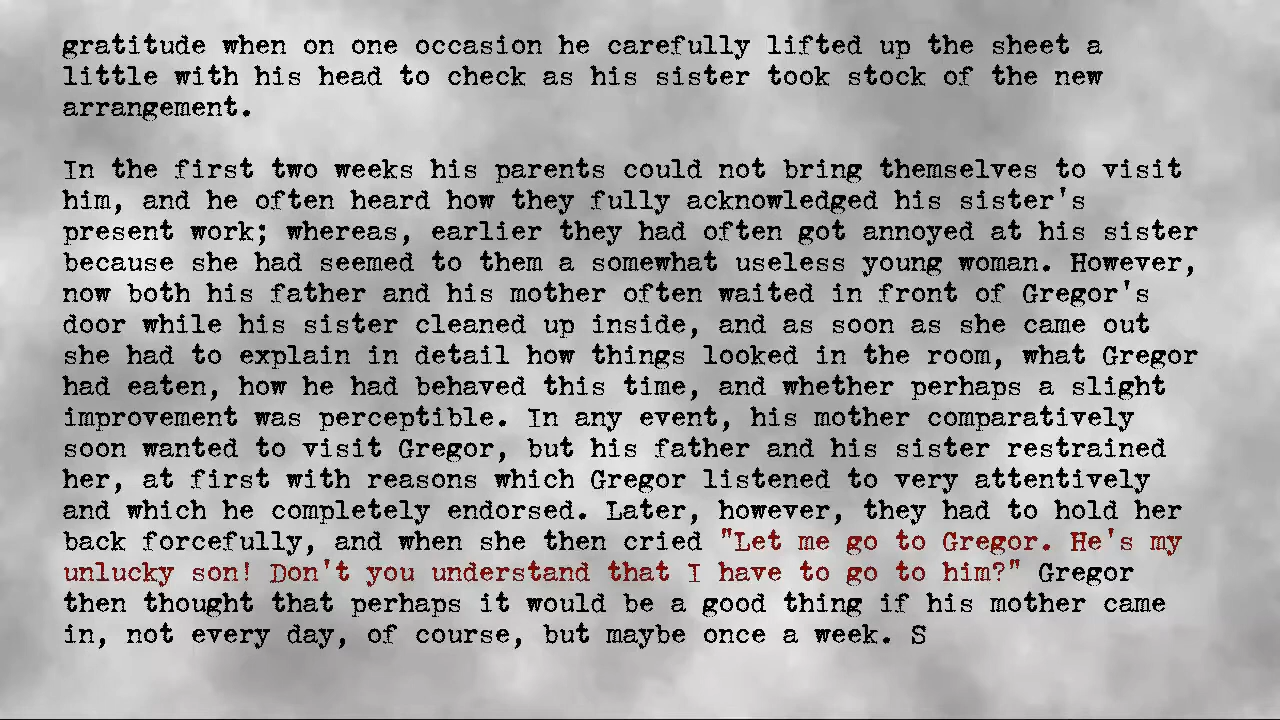 gratitude when on one occasion he carefully lifted up the sheet a
little with his head to check as his sister took stock of the new
arrangement.
In the first two weeks his parents could not bring themselves to visit
him, and he often heard how they fully acknowledged his sister's
present work; whereas, earlier they had often got annoyed at his sister
because she had seemed to them a somewhat useless young woman. However,
now both his father and his mother often waited in front of Gregor's
door while his sister cleaned up inside, and as soon as she came out
she had to explain in detail how things looked in the room, what Gregor
had eaten, how he had behaved this time, and whether perhaps a slight
improvement was perceptible. In any event, his mother comparatively
soon wanted to visit Gregor, but his father and his sister restrained
her, at first with reasons which Gregor listened to very attentively
and which he completely endorsed. Later, however, they had to hold her
back forcefully, and when she then cried "Let me go to Gregor. He's my
unlucky son! Don't you understand that I have to go to him?" Gregor
then thought that perhaps it would be a good thing if his mother came
in, not every day, of course, but maybe once a week. S